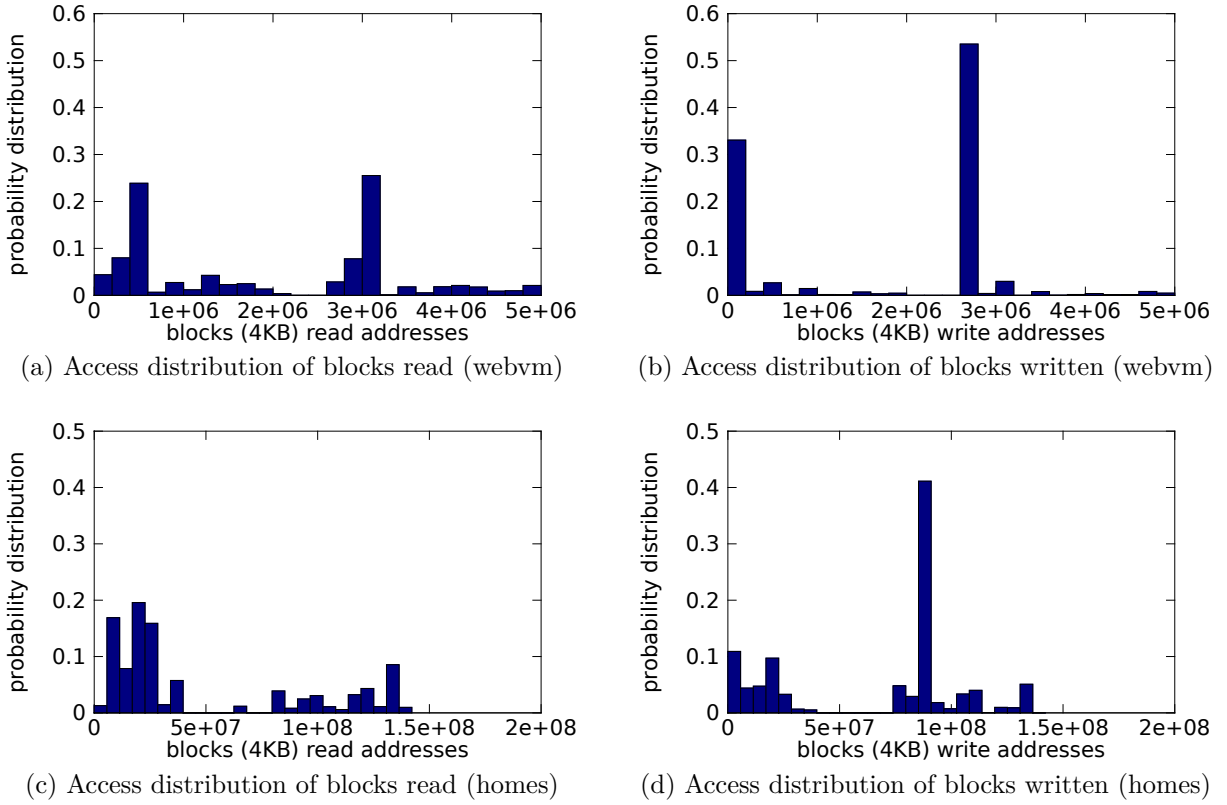 0.6
0.5
0.4
0.3
0.2
0.1
0
probability distribution
0 1e+06 2e+06 3e+06 4e+06 5e+06
blocks (4KB) read addresses
(a) Access distribution of blocks read (webvm)
0.6
0.5
0.4
0.3
0.2
0.1
0
probability distribution
0 1e+06 2e+06 3e+06 4e+06 5e+06
blocks (4KB) write addresses
(b) Access distribution of blocks written (webvm)
0.5
0.4
0.3
0.2
0.1
0
probability distribution
0 5e+07 1e+08 1.5e+08 2e+08
blocks (4KB) read addresses
(c) Access distribution of blocks read (homes)
0.5
0.4
0.3
0.2
0.1
0
probability distribution
0 5e+07 1e+08 1.5e+08 2e+08
blocks (4KB) write addresses
(d) Access distribution of blocks written (homes)